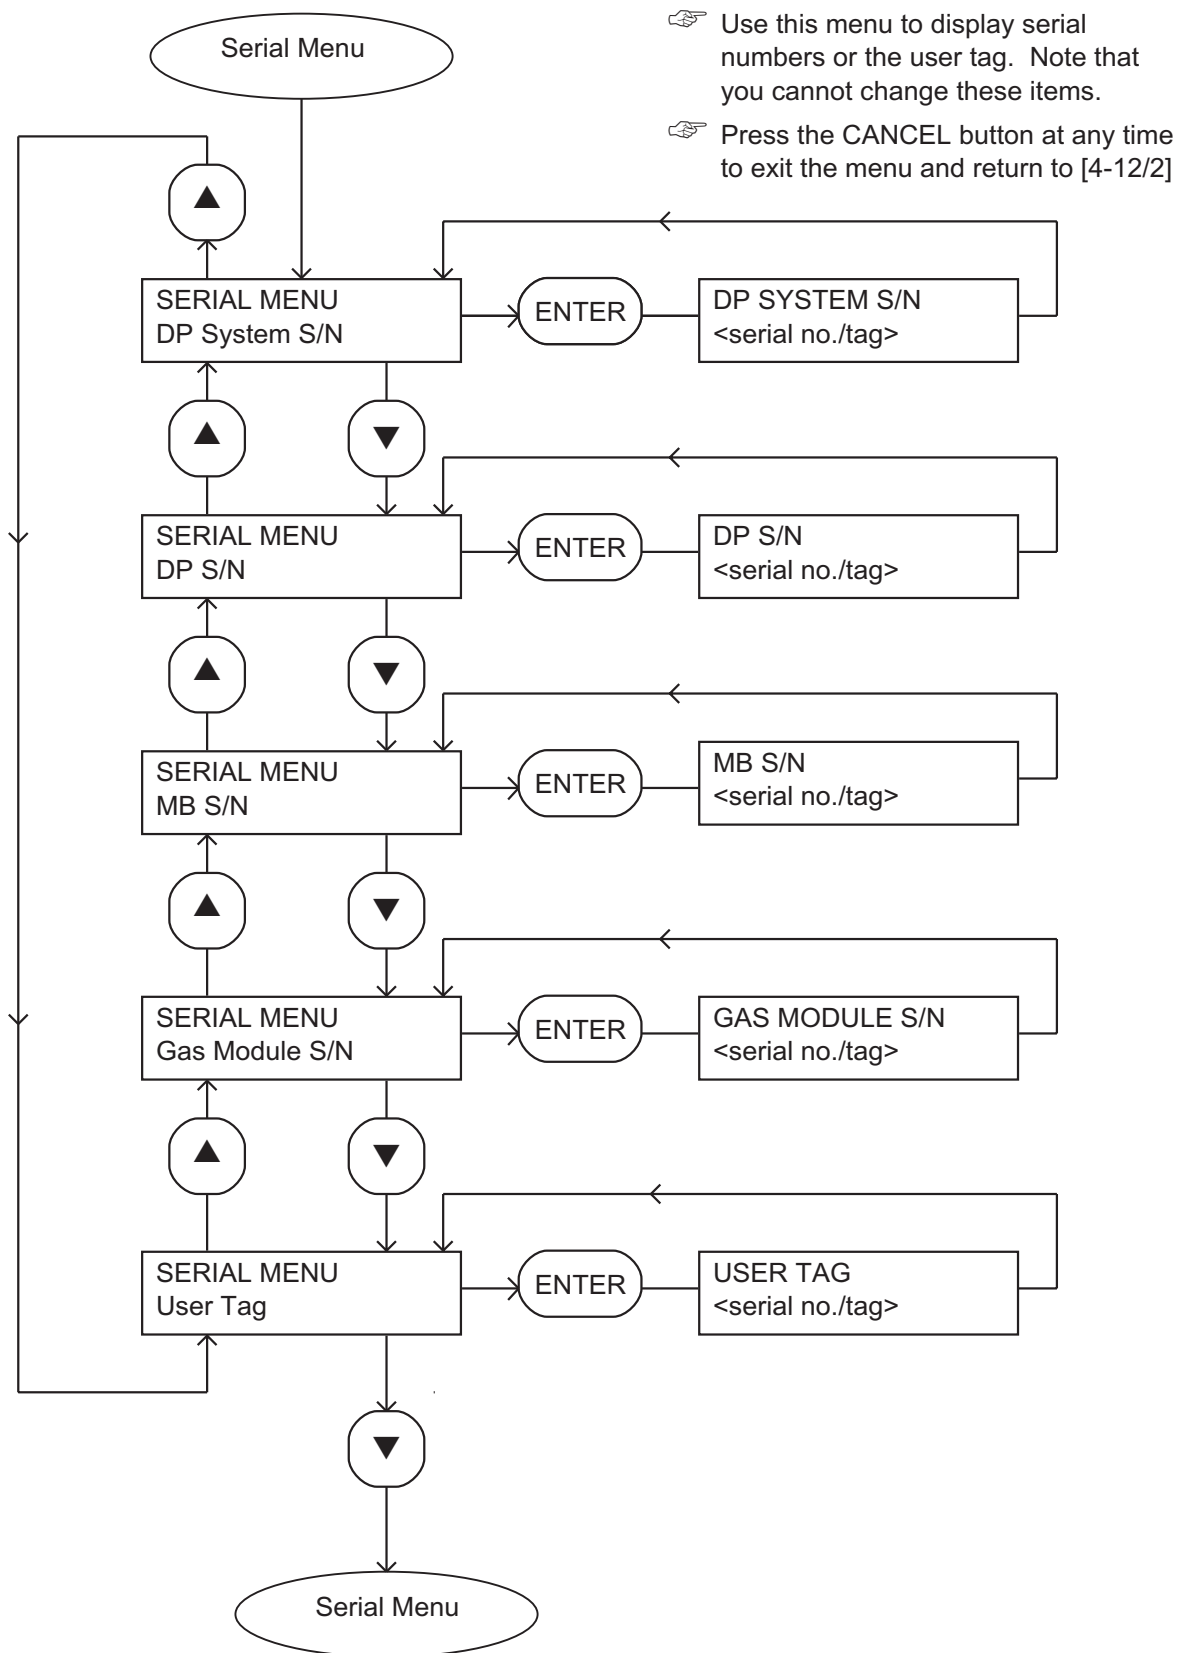 Serial Menu
☞ Use this menu to display serial
numbers or the user tag. Note that
you cannot change these items.
☞ Press the CANCEL button at any time
to exit the menu and return to [4-12/2]
▲
SERIAL MENU
DP System S/N
ENTER
DP SYSTEM S/N
<serial no./tag>
▲
▼
SERIAL MENU
DP S/N
ENTER
DP S/N
<serial no./tag>
▲
▼
SERIAL MENU
MB S/N
ENTER
MB S/N
<serial no./tag>
▲
▼
SERIAL MENU
Gas Module S/N
ENTER
GAS MODULE S/N
<serial no./tag>
▲
▼
SERIAL MENU
User Tag
ENTER
USER TAG
<serial no./tag>
▼
Serial Menu